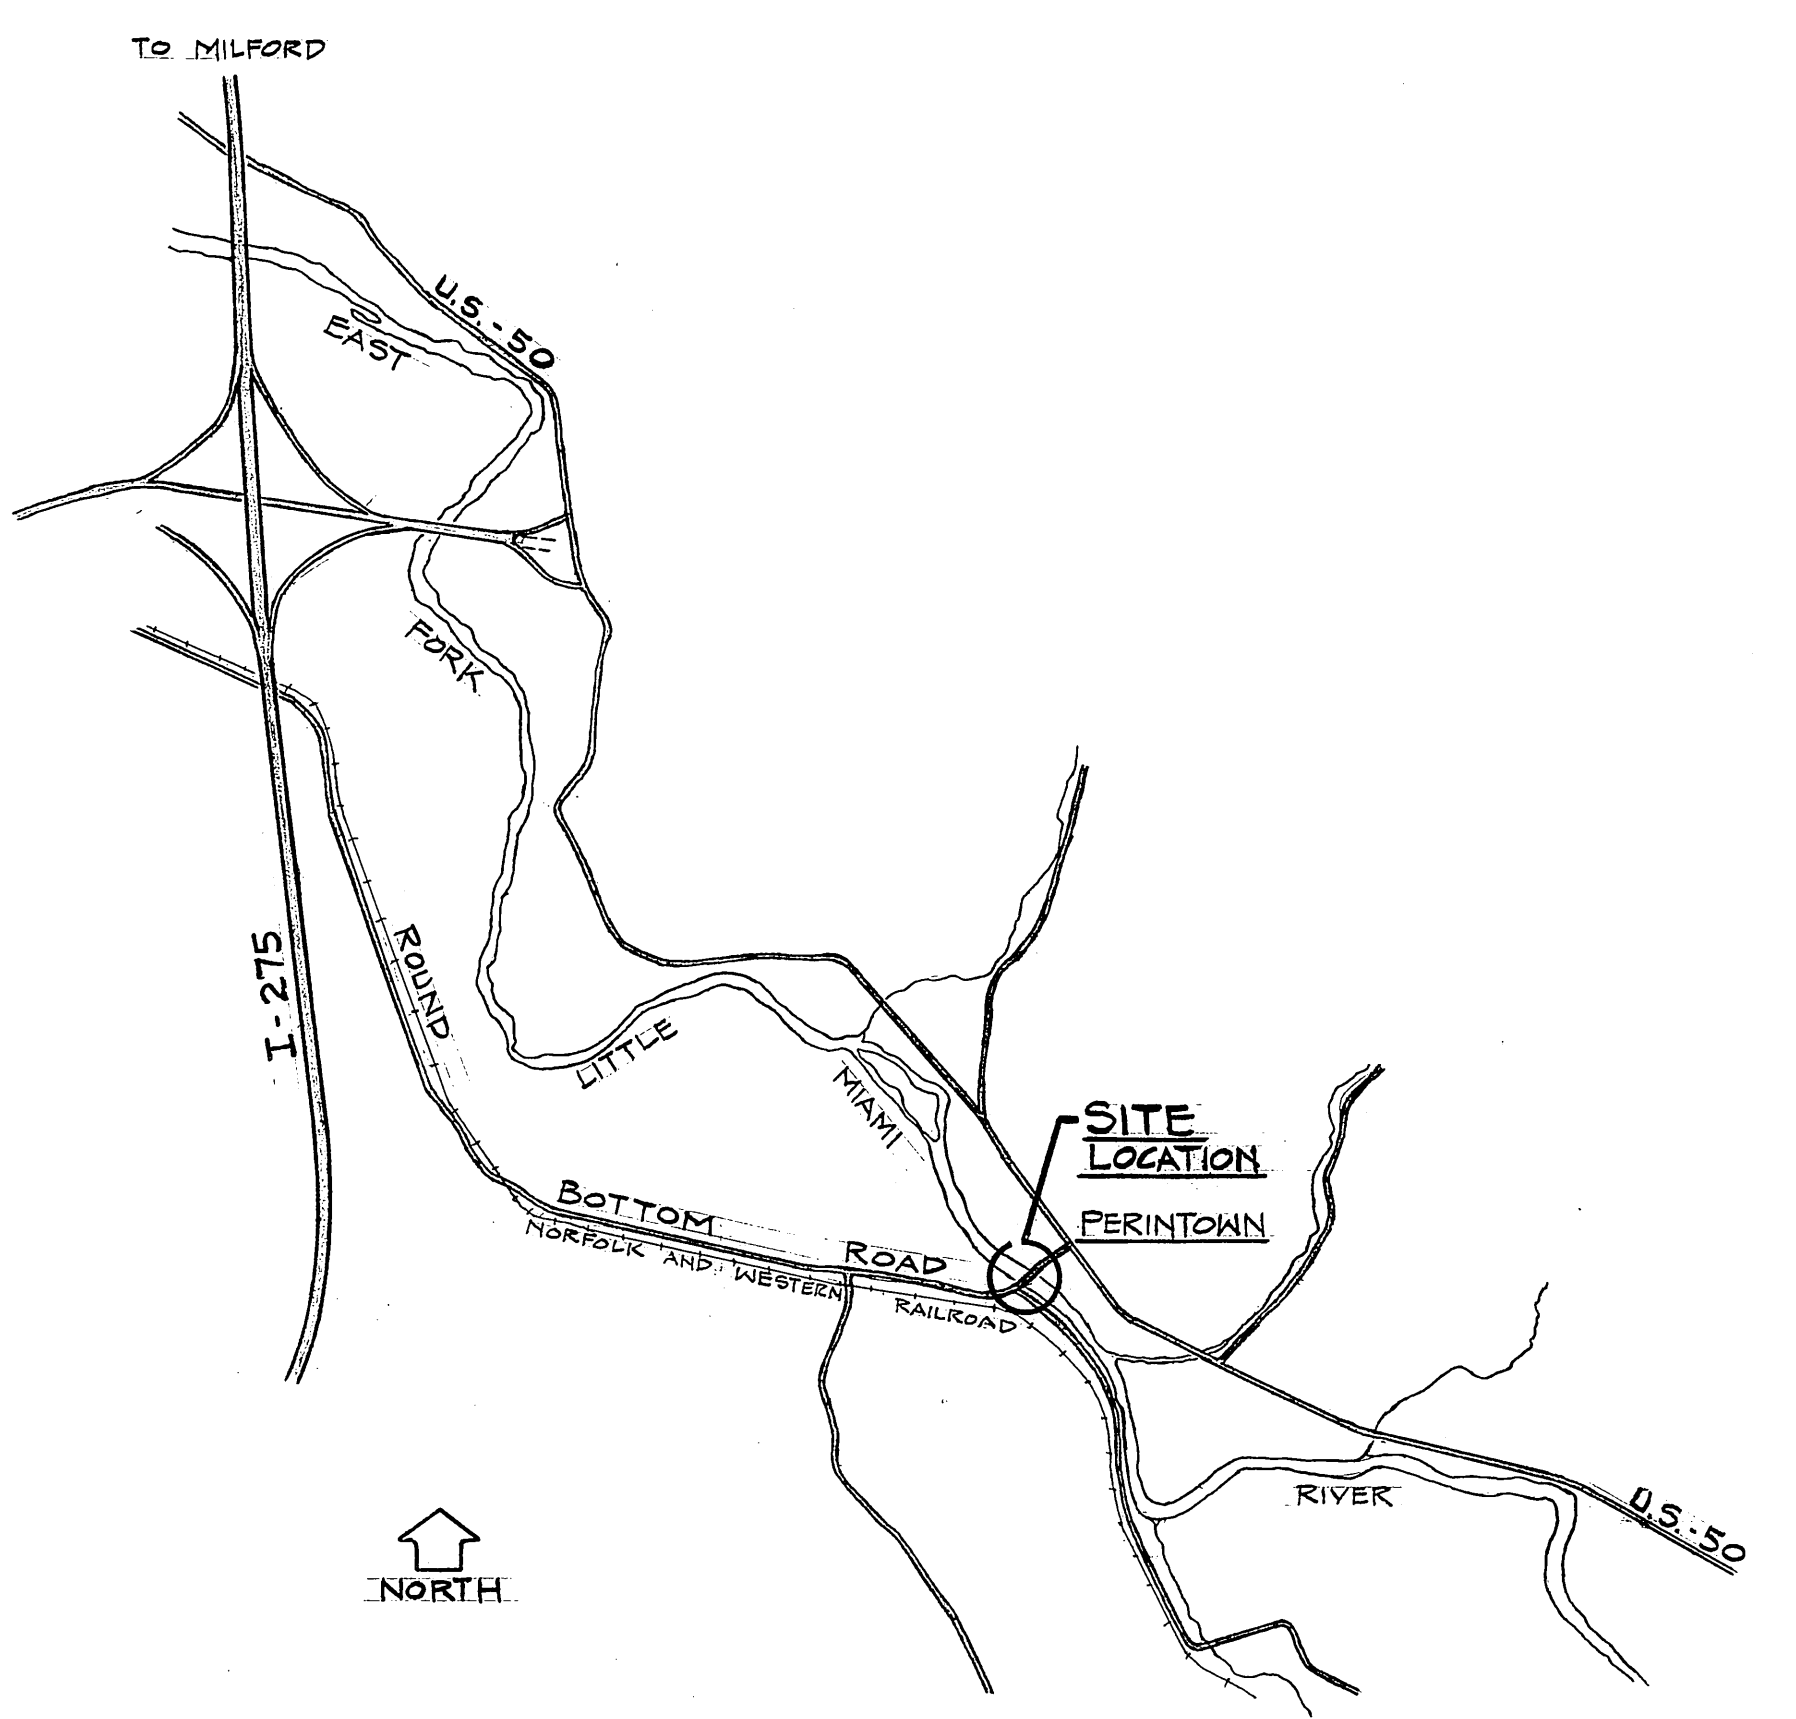 TO MILFORD
U.S.-50
EAST
FORK
I-275
ROUND
LITTLE
MIAMI
SITE
LOCATION
PERINTOWN
BOTTOM
ROAD
NORFOLK AND WESTERN
RAILROAD
RIVER
U.S.-50
NORTH